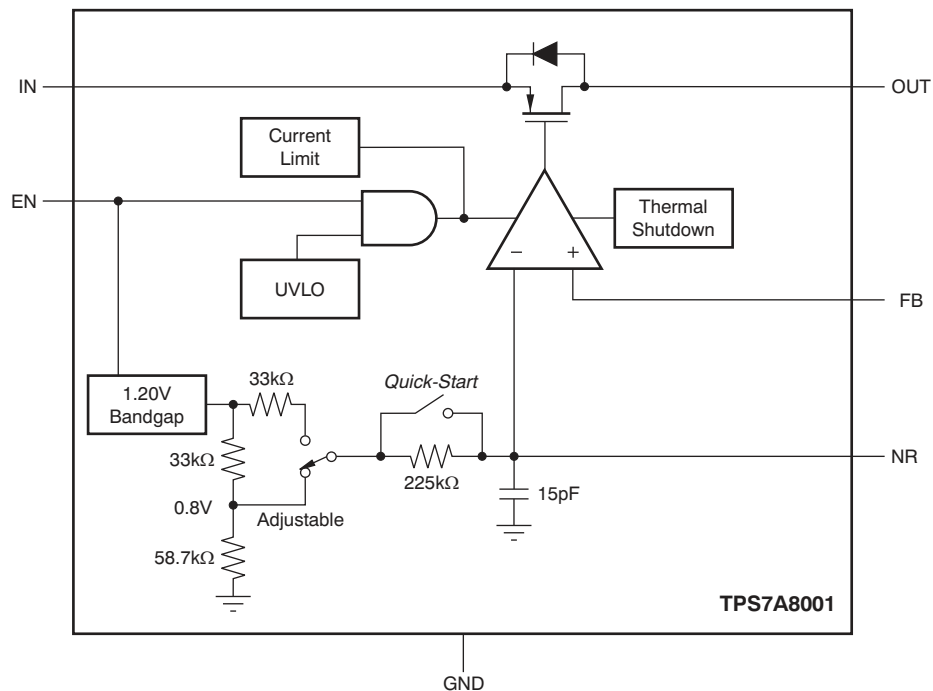 IN
OUT
Current
Limit
EN
Thermal
Shutdown
− +
UVLO
FB
33kΩ
Quick-Start
1.20V
Bandgap
33kΩ
NR
225kΩ
15pF
0.8V
Adjustable
58.7kΩ
TPS7A8001
GND